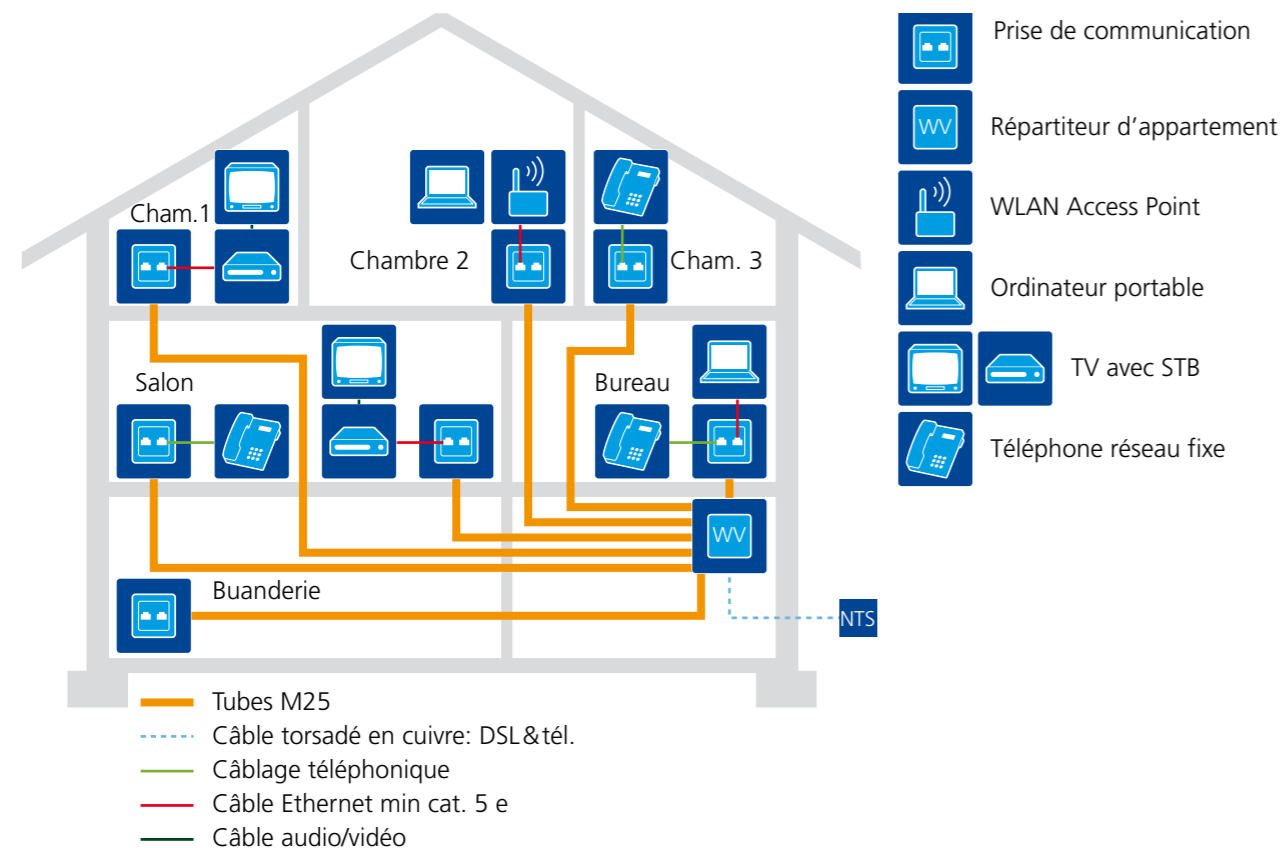 Prise de communication
WV
Répartiteur d'appartement
WLAN Access Point
Ordinateur portable
TV avec STB
Téléphone réseau fixe
Cham.1
Chambre 2
Cham. 3
Salon
Bureau
WV
Buanderie
NTS
Tubes M25
Câble torsadé en cuivre: DSL&tél.
Câblage téléphonique
Câble Ethernet min cat. 5 e
Câble audio/vidéo